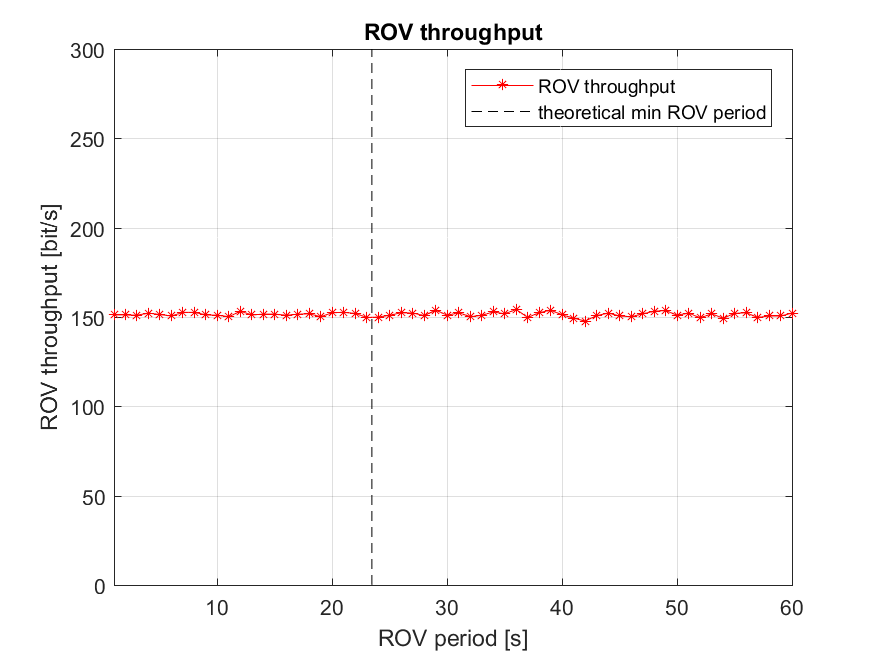 ROV throughput
300
250
200
150
100
50
0
ROV throughput [bit/s]
ROV throughput
theoretical min ROV period
10
20
30
40
50
60
ROV period [s]